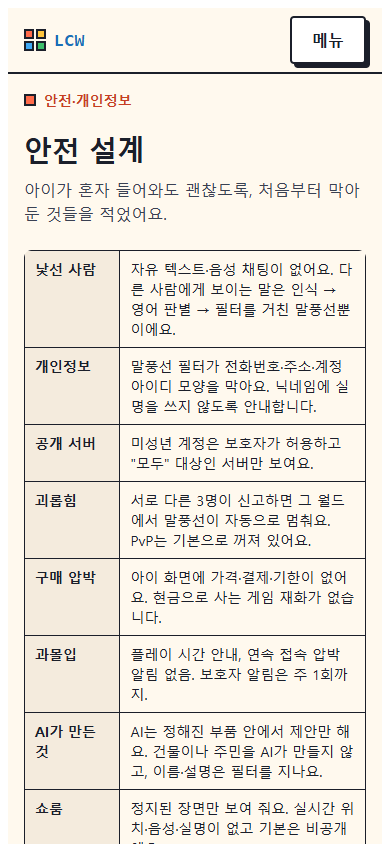 LCW
메뉴
안전·개인정보
안전 설계
아이가 혼자 들어와도 괜찮도록, 처음부터 막아
둔 것들을 적었어요.
낯선 사람
자유 텍스트·음성 채팅이 없어요. 다
른 사람에게 보이는 말은 인식 →
영어 판별 → 필터를 거친 말풍선뿐
이에요.
개인정보
말풍선 필터가 전화번호·주소·계정
아이디 모양을 막아요. 닉네임에 실
명을 쓰지 않도록 안내합니다.
공개 서버
미성년 계정은 보호자가 허용하고
"모두" 대상인 서버만 보여요.
괴롭힘
서로 다른 3명이 신고하면 그 월드
에서 말풍선이 자동으로 멈춰요.
PvP는 기본으로 꺼져 있어요.
구매 압박
아이 화면에 가격·결제·기한이 없어
요. 현금으로 사는 게임 재화가 없습
니다.
과몰입
플레이 시간 안내, 연속 접속 압박
알림 없음. 보호자 알림은 주 1회까
지.
AI가 만든
것
AI는 정해진 부품 안에서 제안만 해
요. 건물이나 주민을 AI가 만들지 않
고, 이름·설명은 필터를 지나요.
쇼룸
정지된 장면만 보여 줘요. 실시간 위
치·음성·실명이 없고 기본은 비공개